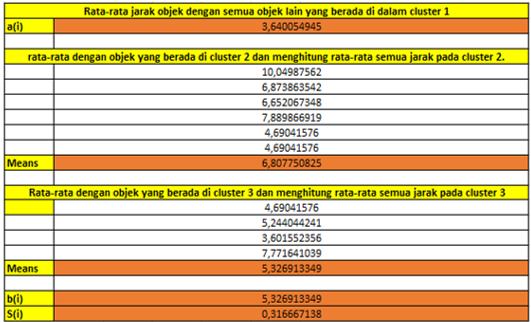 Rata-rata jarak objek dengan semua objek lain yang berada di dalam cluster 1
a(i) 3,640054945
rata-rata dengan objek yang berada di cluster 2 dan menghitung rata-rata semua jarak pada cluster 2.
10,04987562
6,873863542
6,652067348
7,889866919
4,69041576
4,69041576
Means 6,807750825
Rata-rata dengan objek yang berada di cluster 3 dan menghitung rata-rata semua jarak pada cluster 3
4,69041576
5,244044241
3,601552356
7,771641039
Means 5,326913349
b(i) 5,326913349
S(i) 0,316667138